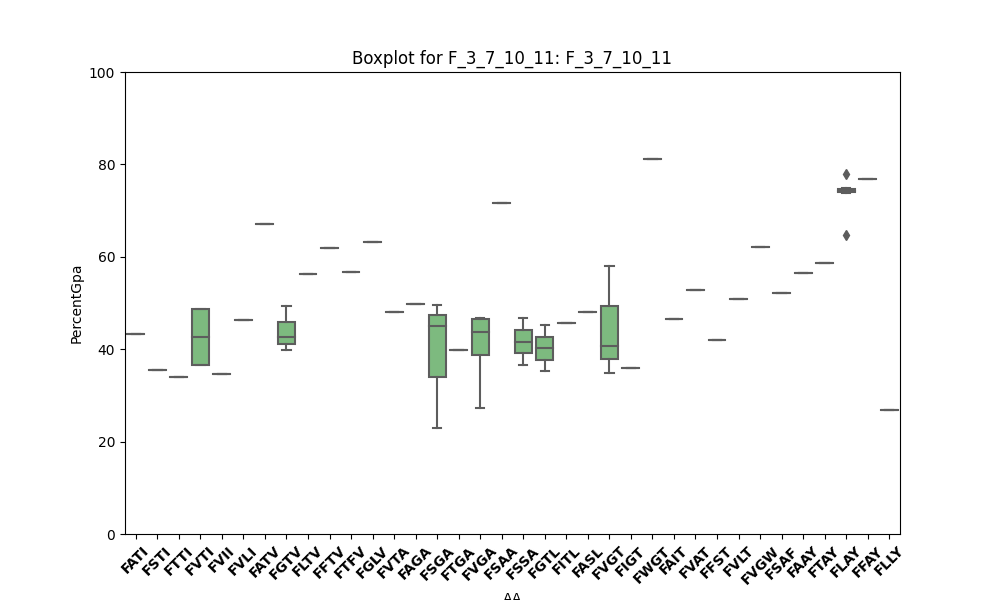 Boxplot for F_3_7_10_11: F_3_7_10_11
100
80
60
40
20
0
PercentGpa
FATI FSTI FTTI FVTI FVII FVLI FATV FGTV FLTV FFTV FTFV FGLV FVTA FAGA FSGA FTGA FVGA FSAA FSSA FGTL FITL FASL FVGT FIGT FWGT FAIT FVAT FFST FVLT FVGW FSAF FAAY FTAY FLAY FFAY FLLY
AA